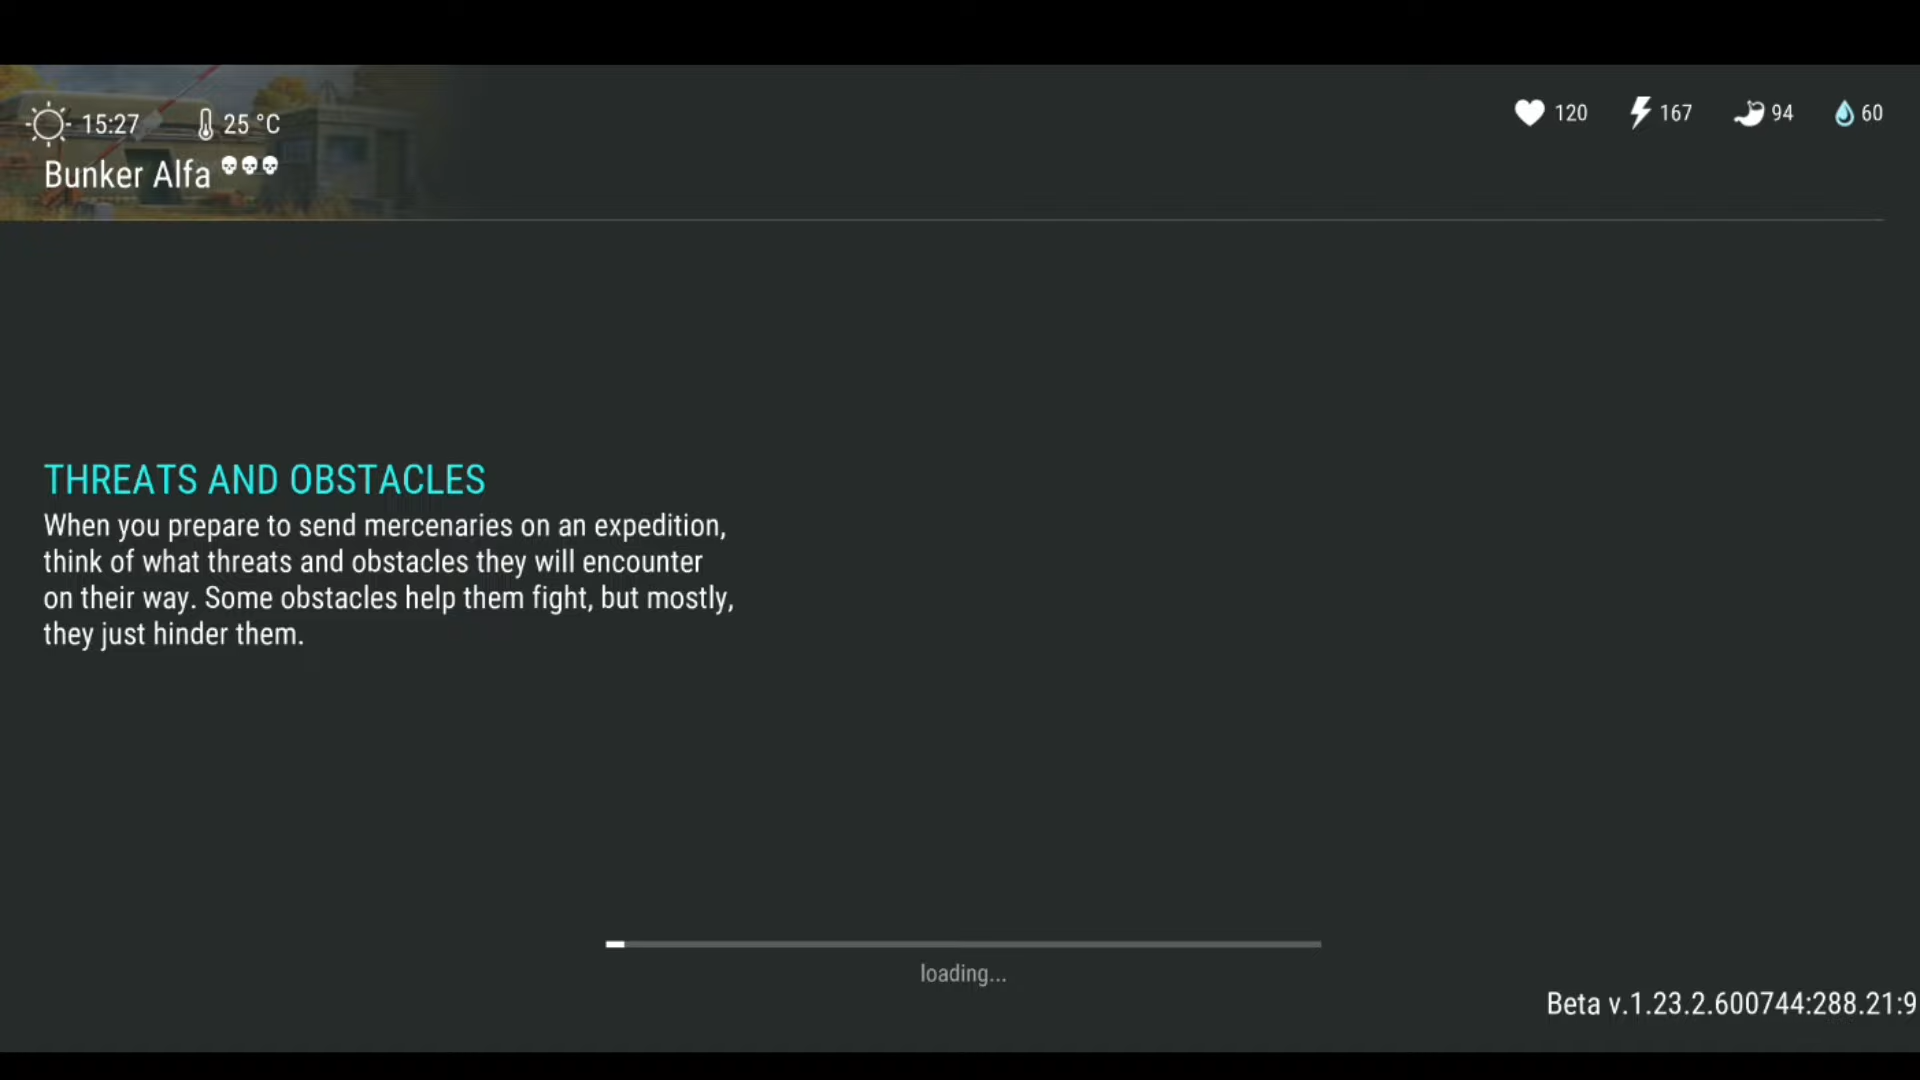 15:27 25 °C
120 167 94 60
Bunker Alfa
THREATS AND OBSTACLES
When you prepare to send mercenaries on an expedition,
think of what threats and obstacles they will encounter
on their way. Some obstacles help them fight, but mostly,
they just hinder them.
loading...
Beta v.1.23.2.600744:288.21:9